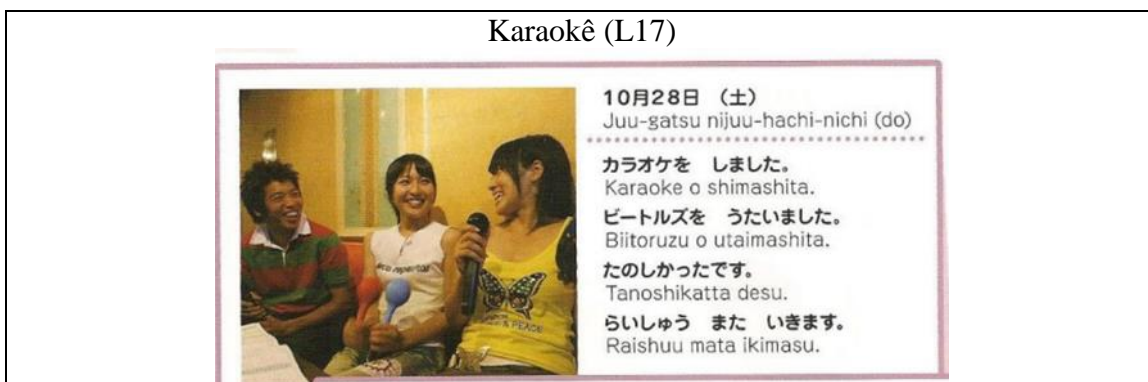 Karaokê (L17)
10月28日 （土）
Juu-gatsu nijuu-hachi-nichi (do)
カラオケを しました。
Karaoke o shimashita.
ビートルズを うたいました。
Biitoruzu o utaimashita.
たのしかったです。
Tanoshikatta desu.
らいしゅう また いきます。
Raishuu mata ikimasu.
& PEACE